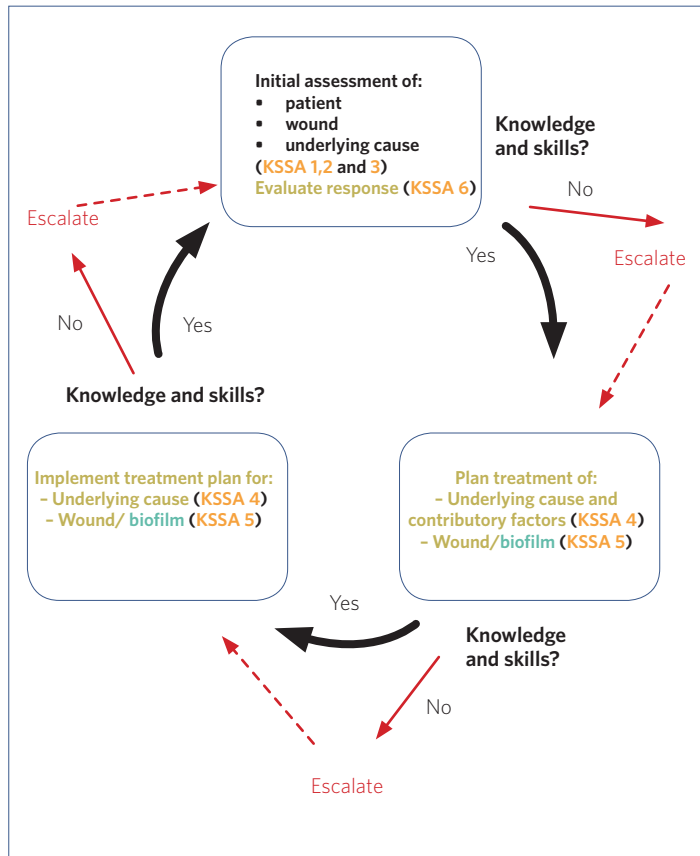 Initial assessment of:
▪ patient
▪ wound
▪ underlying cause
(KSSA 1,2 and 3)
Evaluate response (KSSA 6)
Knowledge
and skills?
No
Escalate
Yes
Escalate
No
Yes
Knowledge and skills?
Implement treatment plan for:
– Underlying cause (KSSA 4)
– Wound/ biofilm (KSSA 5)
Plan treatment of:
– Underlying cause and
contributory factors (KSSA 4)
– Wound/biofilm (KSSA 5)
Yes
Knowledge
and skills?
No
Escalate